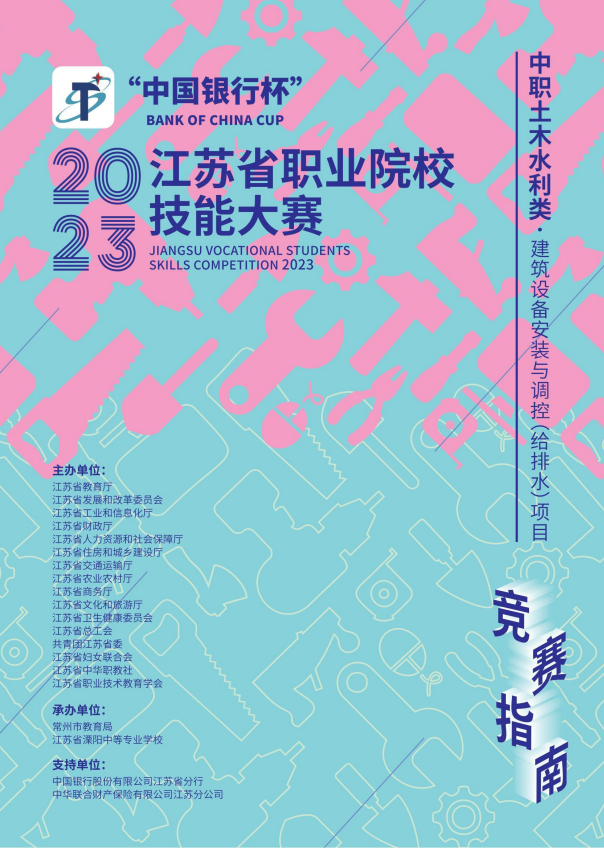 “中国银行杯”
BANK OF CHINA CUP
2023
江苏省职业院校
技能大赛
JIANGSU VOCATIONAL STUDENTS
SKILLS COMPETITION 2023
中职土木水利类·建筑设备安装与调控（给排水）项目
竞赛指南
主办单位：
江苏省教育厅
江苏省发展和改革委员会
江苏省工业和信息化厅
江苏省财政厅
江苏省人力资源和社会保障厅
江苏省住房和城乡建设厅
江苏省交通运输厅
江苏省农业农村厅
江苏省商务厅
江苏省文化和旅游厅
江苏省卫生健康委员会
江苏省总工会
共青团江苏省委
江苏省妇女联合会
江苏省中华职教社
江苏省职业技术教育学会
承办单位：
常州市教育局
江苏省溧阳中等专业学校
支持单位：
中国银行股份有限公司江苏省分行
中华联合财产保险有限公司江苏分公司